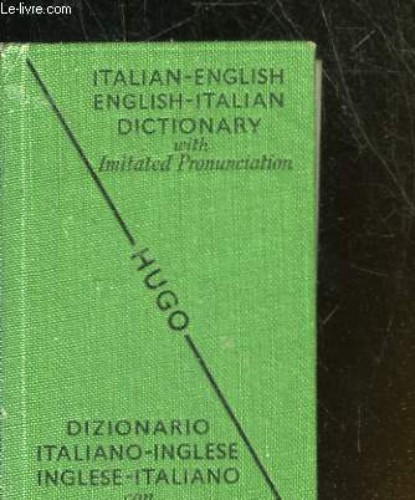 Le-livre.com
ITALIAN-ENGLISH
ENGLISH-ITALIAN
DICTIONARY
with
Imitated Pronunciation
HUGO
DIZIONARIO
ITALIANO-INGLESE
INGLESE-ITALIANO
con